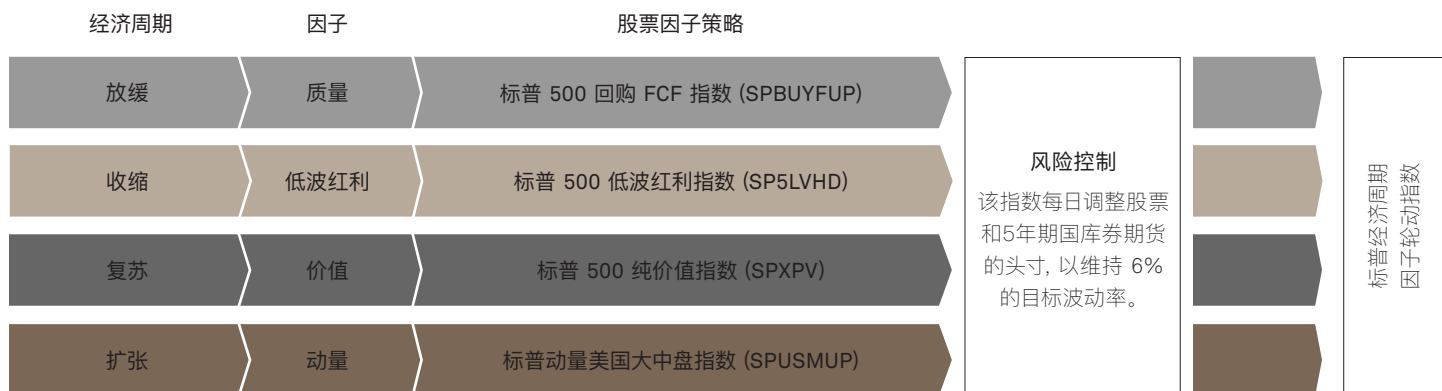 经济周期 因子 股票因子策略
放缓 质量 标普 500 回购 FCF 指数 (SPBUYFUP)
收缩 低波红利 标普 500 低波红利指数 (SP5LVHD)
复苏 价值 标普 500 纯价值指数 (SPXPV)
扩张 动量 标普动量美国大中盘指数 (SPUSMUP)
风险控制
该指数每日调整股票
和5年期国库券期货
的头寸, 以维持 6%
的目标波动率。
标普经济周期
因子轮动指数